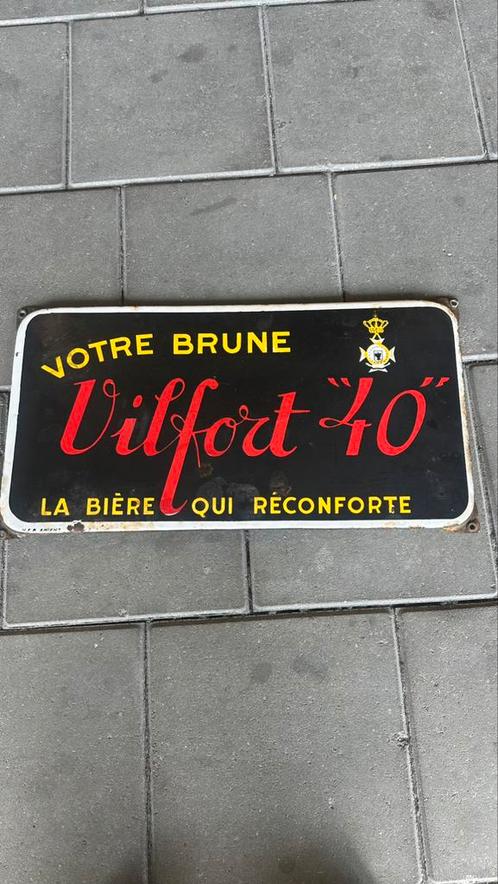 VOTRE BRUNE
Vilfort "40"
LA BIÈRE QUI RÉCONFORTE